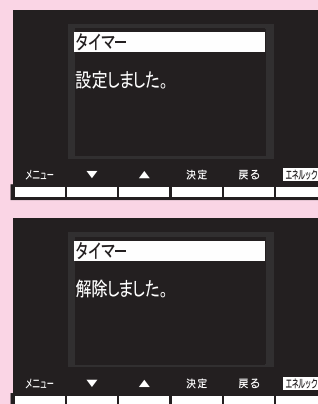 タイマー
設定しました。
メニュー ▼ ▲ 決定 戻る エネルック
タイマー
解除しました。
メニュー ▼ ▲ 決定 戻る エネルック